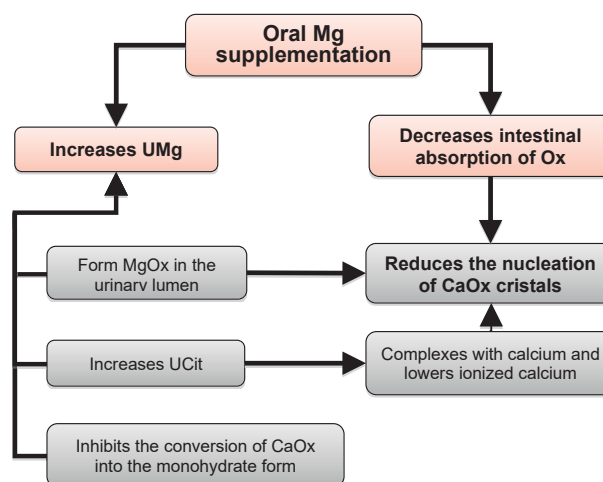 Oral Mg
supplementation
Increases UMg
Decreases intestinal
absorption of Ox
Form MgOx in the
urinarv lumen
Reduces the nucleation
of CaOx cristals
Increases UCit
Complexes with calcium and
lowers ionized calcium
Inhibits the conversion of CaOx
into the monohydrate form